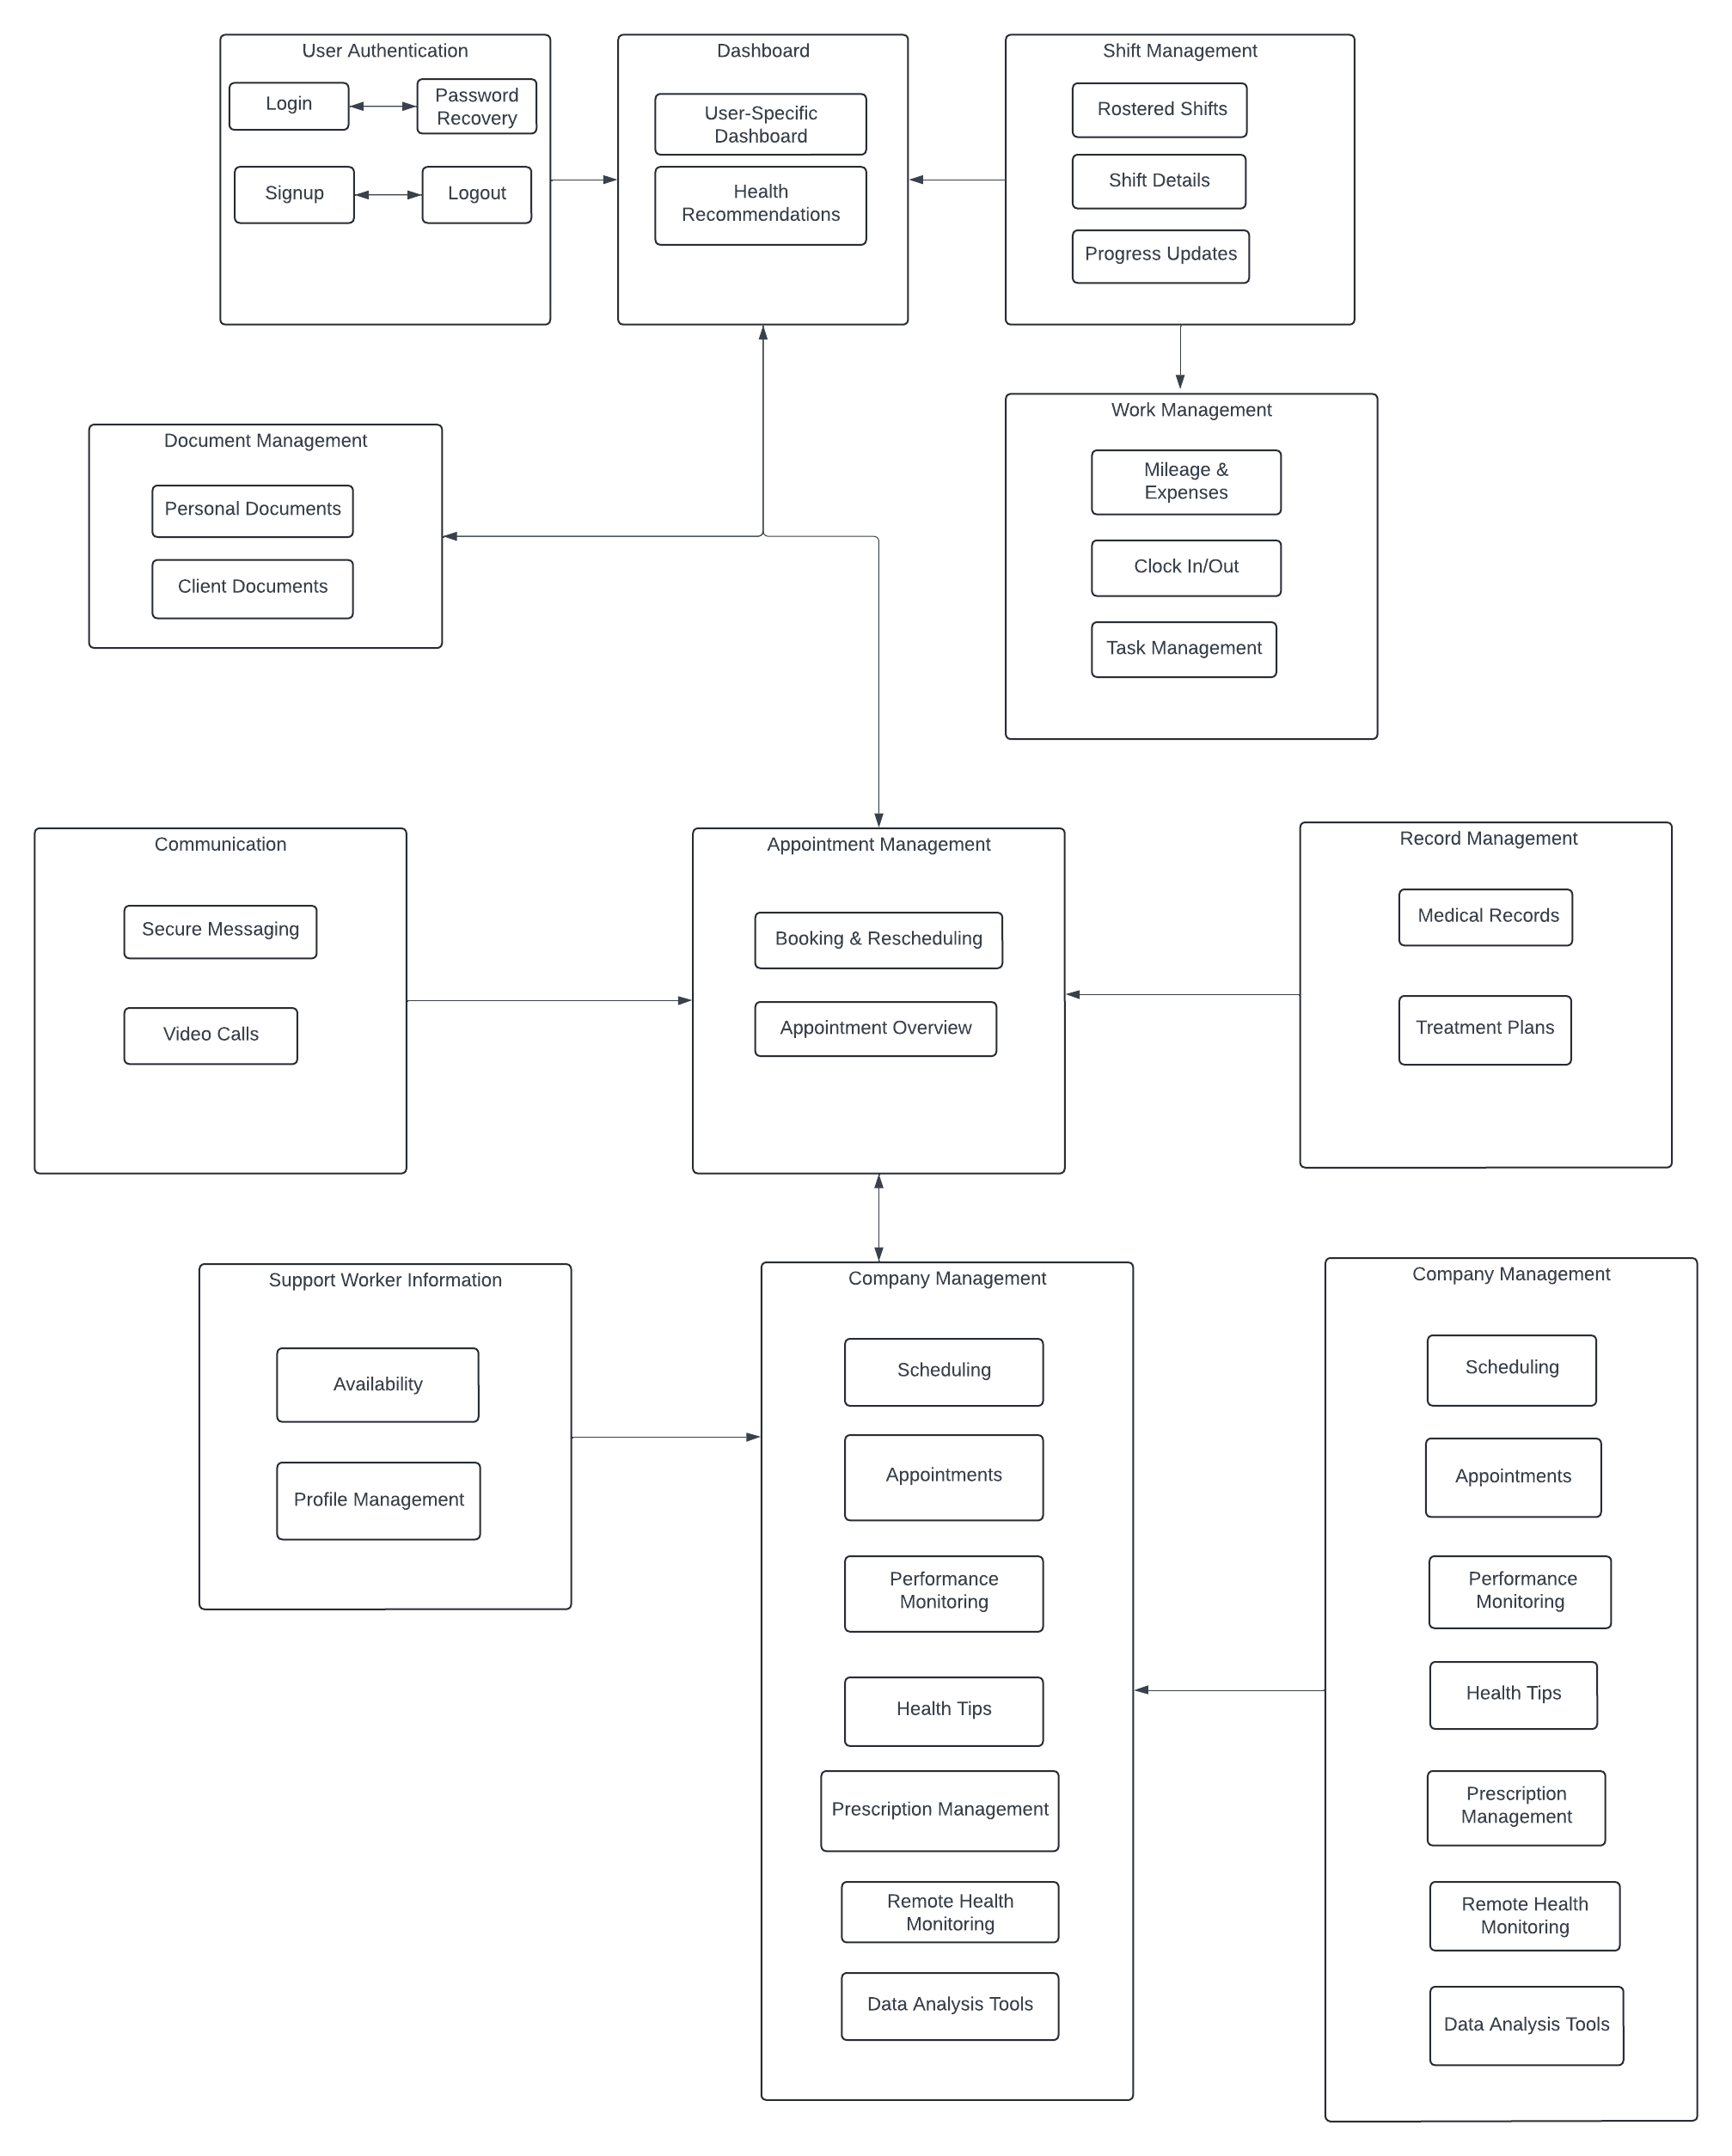 User Authentication
Login
Password
Recovery
Signup
Logout
Dashboard
User-Specific
Dashboard
Health
Recommendations
Shift Management
Rostered Shifts
Shift Details
Progress Updates
Document Management
Personal Documents
Client Documents
Work Management
Mileage &
Expenses
Clock In/Out
Task Management
Communication
Secure Messaging
Video Calls
Appointment Management
Booking & Rescheduling
Appointment Overview
Record Management
Medical Records
Treatment Plans
Support Worker Information
Availability
Profile Management
Company Management
Scheduling
Appointments
Performance
Monitoring
Health Tips
Prescription Management
Remote Health
Monitoring
Data Analysis Tools
Company Management
Scheduling
Appointments
Performance
Monitoring
Health Tips
Prescription
Management
Remote Health
Monitoring
Data Analysis Tools